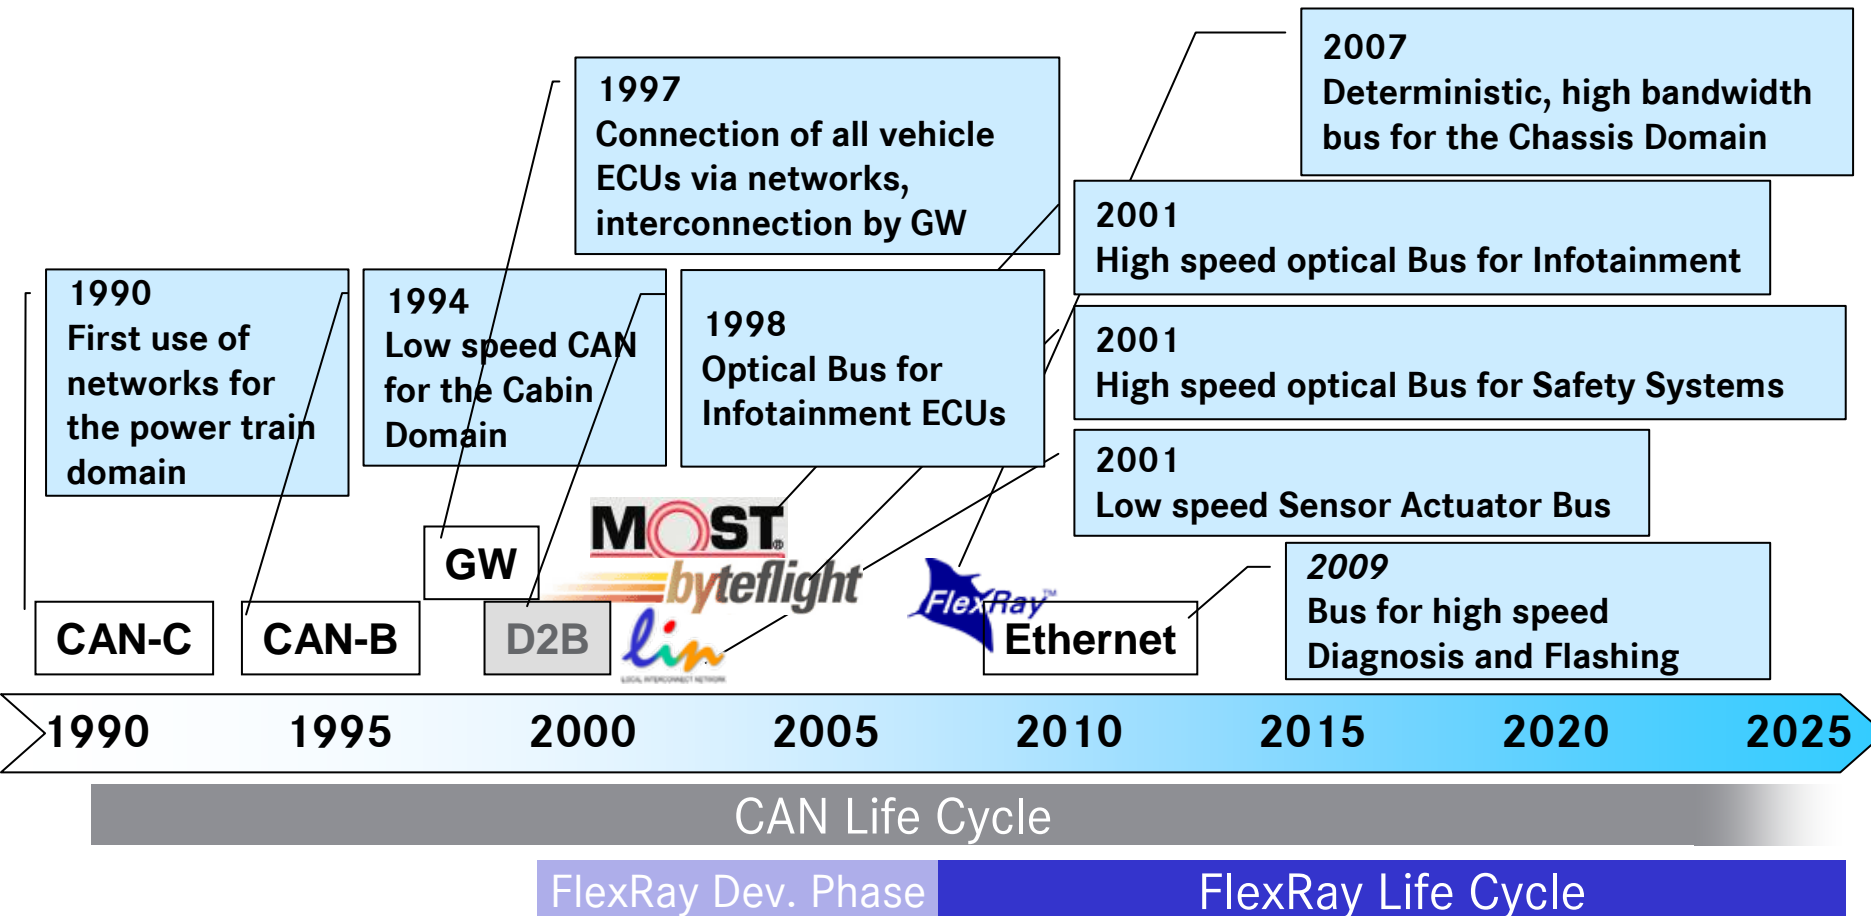 2007
Deterministic, high bandwidth
bus for the Chassis Domain
1997
Connection of all vehicle
ECUs via networks,
interconnection by GW
2001
High speed optical Bus for Infotainment
1990
First use of
networks for
the power train
domain
1994
Low speed CAN
for the Cabin
Domain
1998
Optical Bus for
Infotainment ECUs
2001
High speed optical Bus for Safety Systems
2001
Low speed Sensor Actuator Bus
2009
Bus for high speed
Diagnosis and Flashing
MOST®
GW
byteflight
FlexRay™
CAN-C
CAN-B
D2B
lin
LOCAL INTERCONNECT NETWORK
Ethernet
1990 1995 2000 2005 2010 2015 2020 2025
CAN Life Cycle
FlexRay Dev. Phase FlexRay Life Cycle